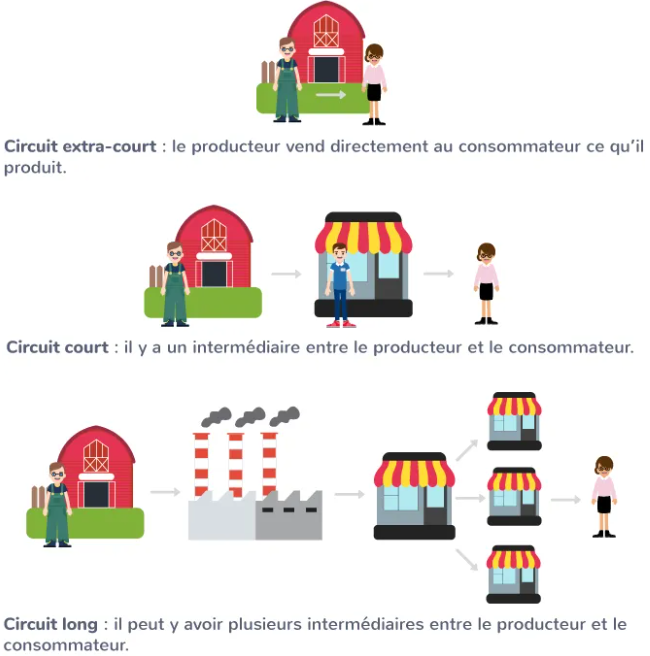 Circuit extra-court : le producteur vend directement au consommateur ce qu’il
produit.
Circuit court : il y a un intermédiaire entre le producteur et le consommateur.
Circuit long : il peut y avoir plusieurs intermédiaires entre le producteur et le
consommateur.